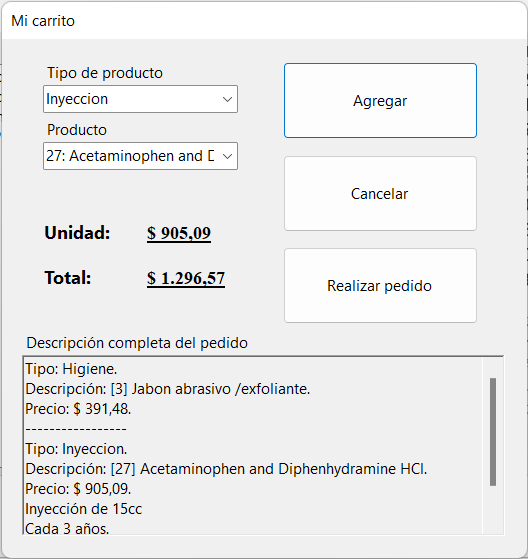 Mi carrito
Tipo de producto
Inyeccion
Producto
27: Acetaminophen and D
Agregar
Cancelar
Realizar pedido
Unidad: $ 905,09
Total: $ 1.296,57
Descripción completa del pedido
Tipo: Higiene.
Descripción: [3] Jabon abrasivo /exfoliante.
Precio: $ 391,48.
-----------------
Tipo: Inyeccion.
Descripción: [27] Acetaminophen and Diphenhydramine HCl.
Precio: $ 905,09.
Inyección de 15cc
Cada 3 años.